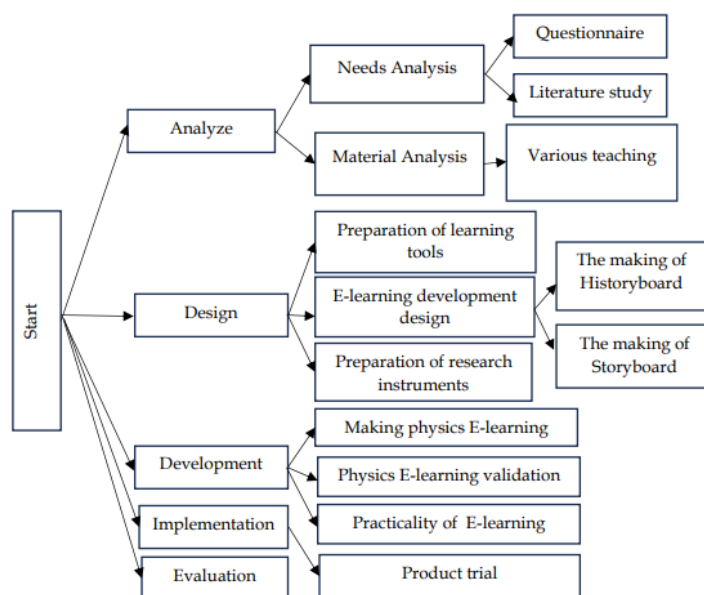 Start
Analyze
Needs Analysis
Questionnaire
Literature study
Material Analysis
Various teaching
Design
Preparation of learning
tools
E-learning development
design
The making of
Historyboard
The making of
Storyboard
Preparation of research
instruments
Development
Making physics E-learning
Physics E-learning validation
Practicality of E-learning
Implementation
Product trial
Evaluation